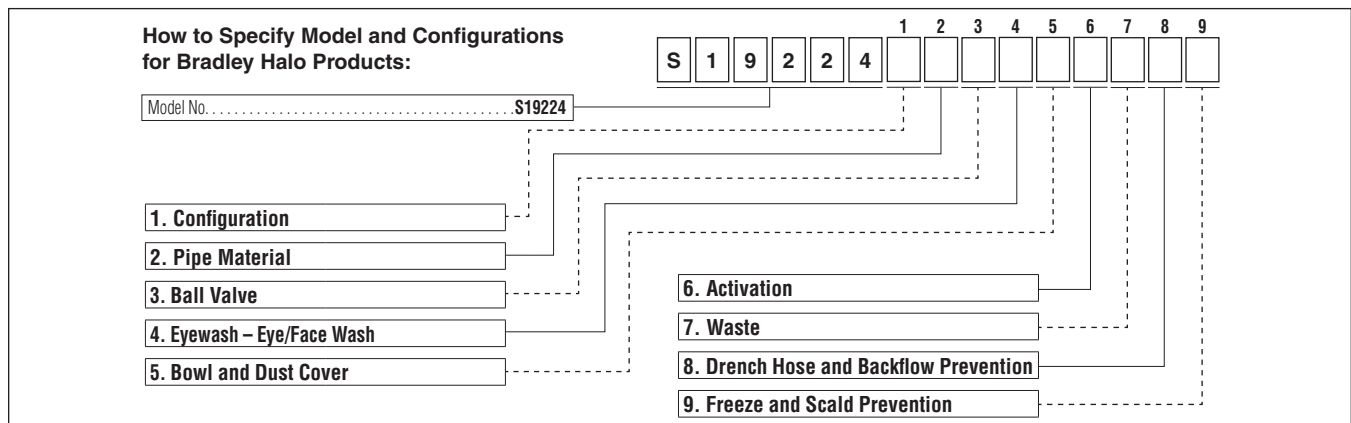 How to Specify Model and Configurations
for Bradley Halo Products:
1 2 3 4 5 6 7 8 9
S 1 9 2 2 4
Model No. . . . . . . . . . . . . . . . . . . . . . . . . . . . . . . . . . . . . . . . . S19224
1. Configuration
2. Pipe Material
3. Ball Valve
4. Eyewash – Eye/Face Wash
5. Bowl and Dust Cover
6. Activation
7. Waste
8. Drench Hose and Backflow Prevention
9. Freeze and Scald Prevention